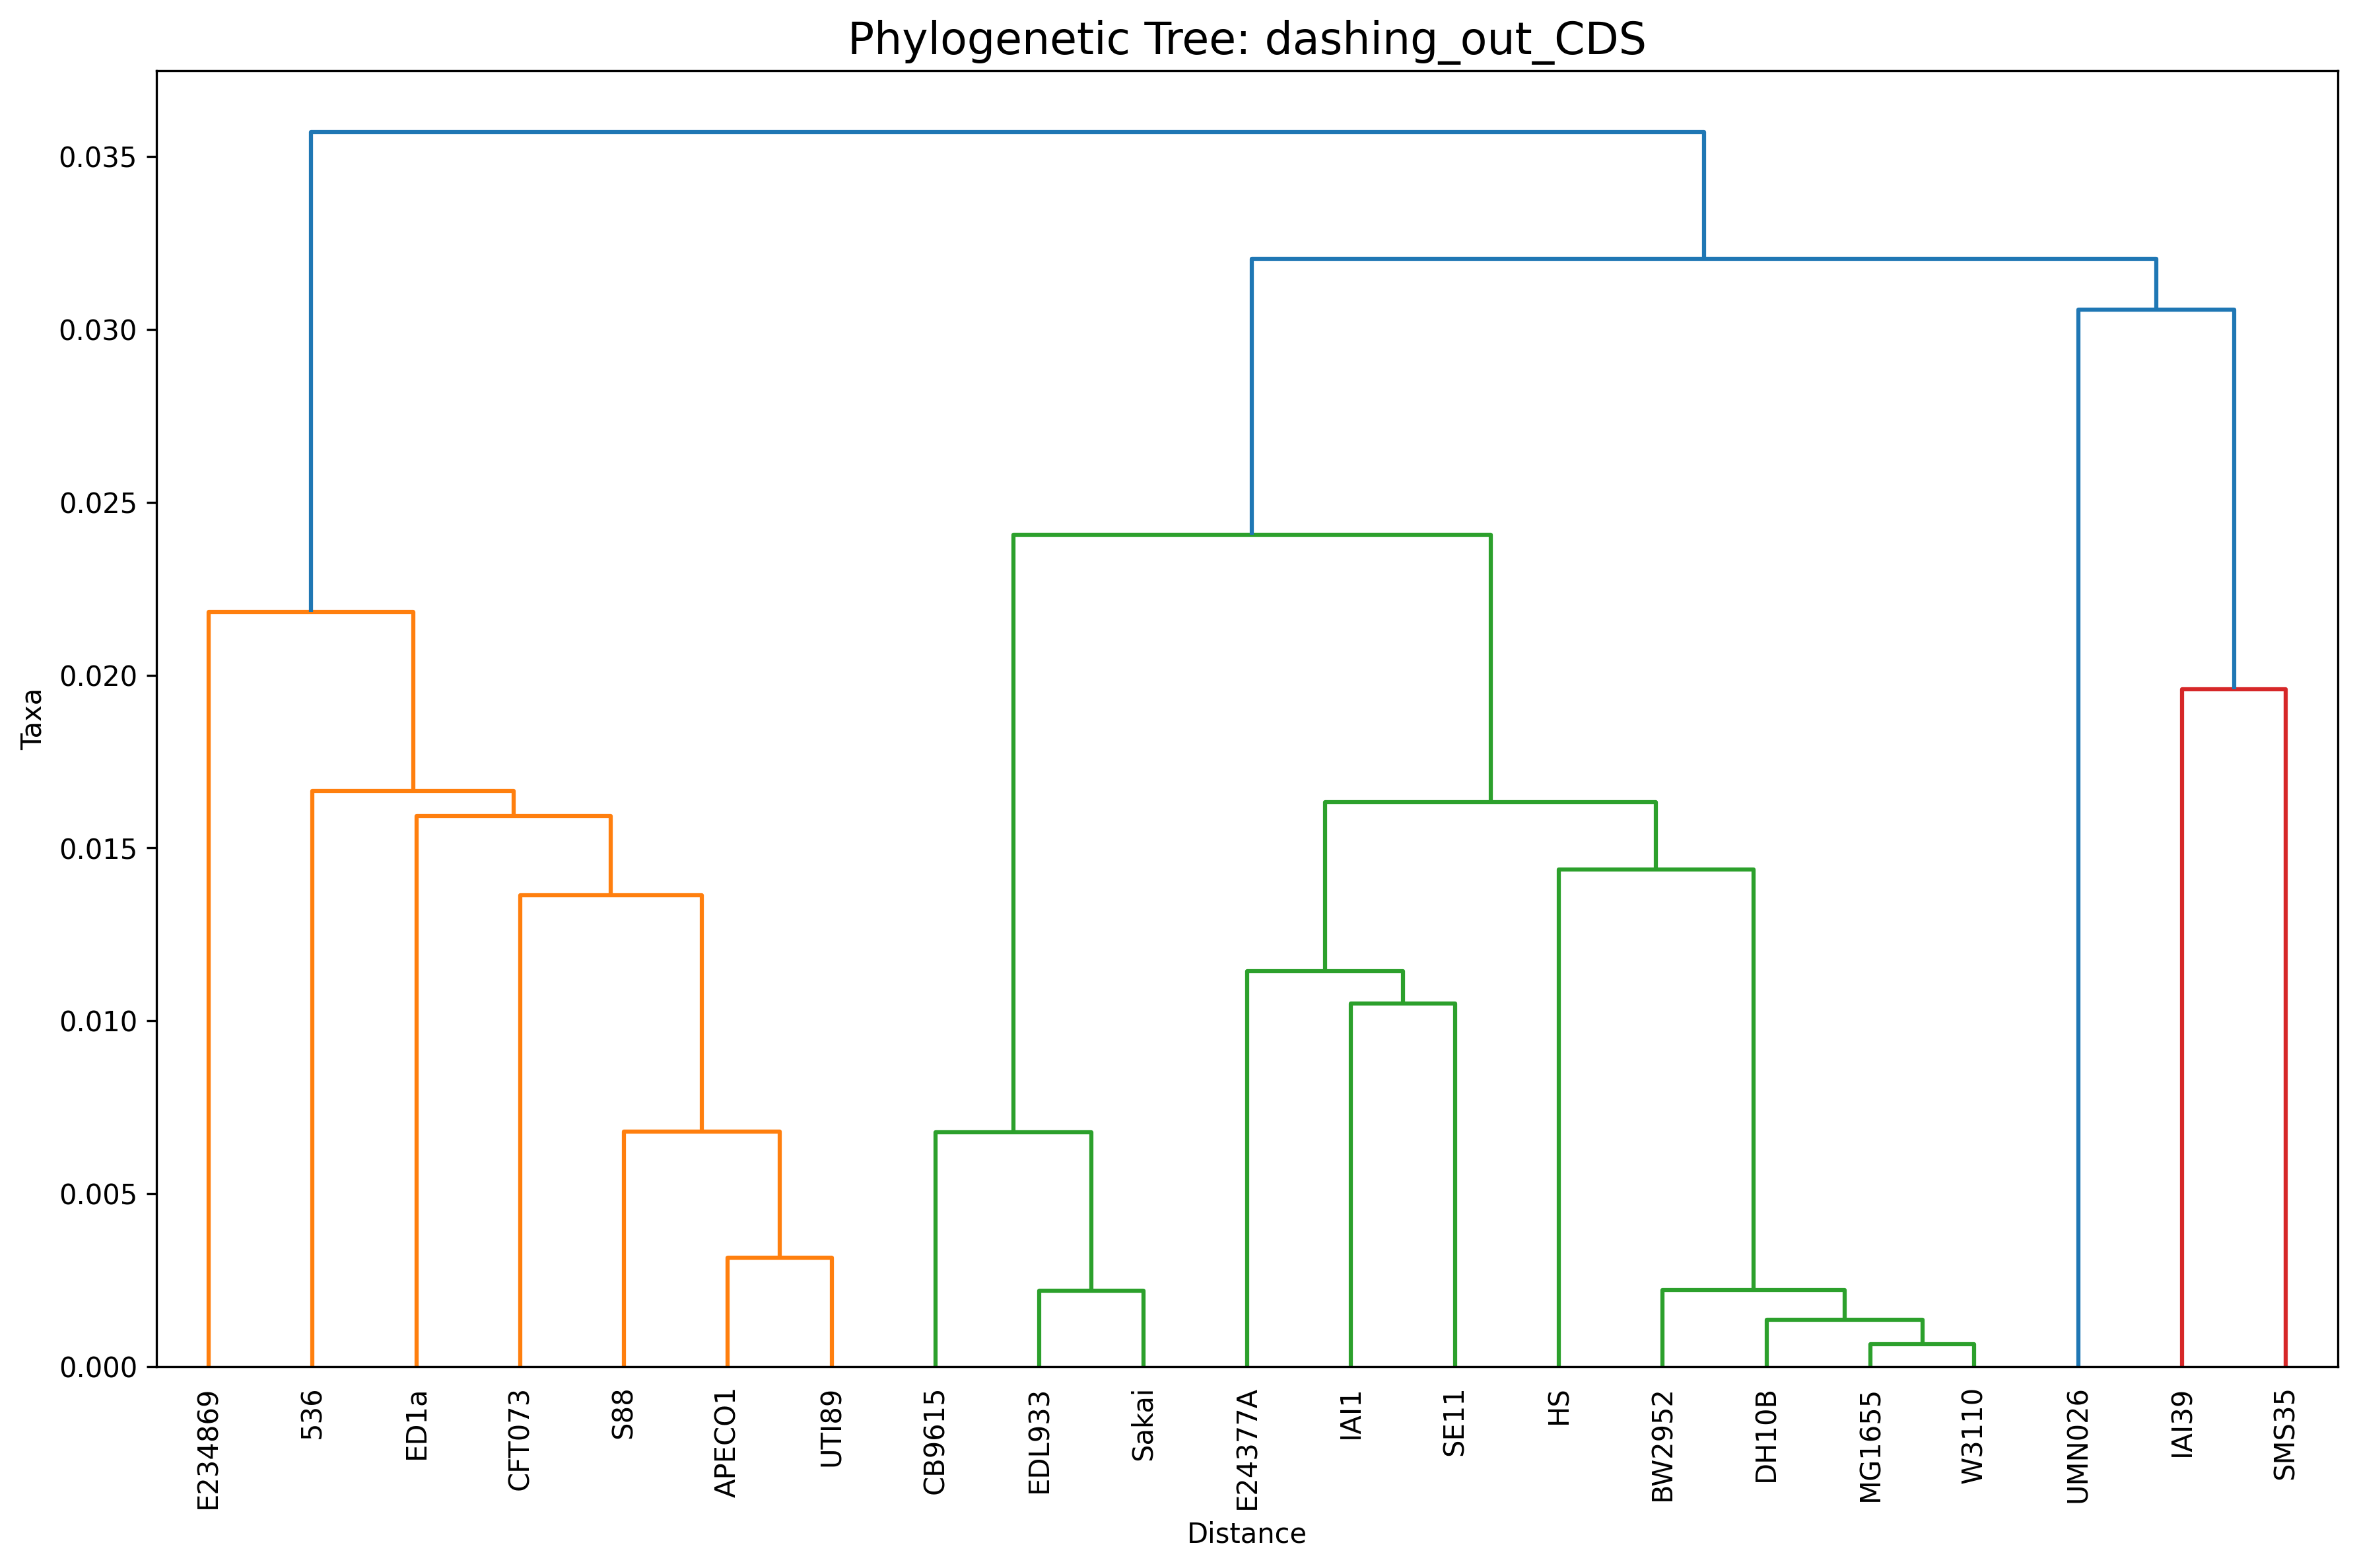 Phylogenetic Tree: dashing_out_CDS
0.035
0.030
0.025
0.020
0.015
0.010
0.005
0.000
Taxa
E234869
536
ED1a
CFT073
S88
APECO1
UTI89
CB9615
EDL933
Sakai
E24377A
IAI1
SE11
HS
BW2952
DH10B
MG1655
W3110
UMN026
IAI39
SMS35
Distance